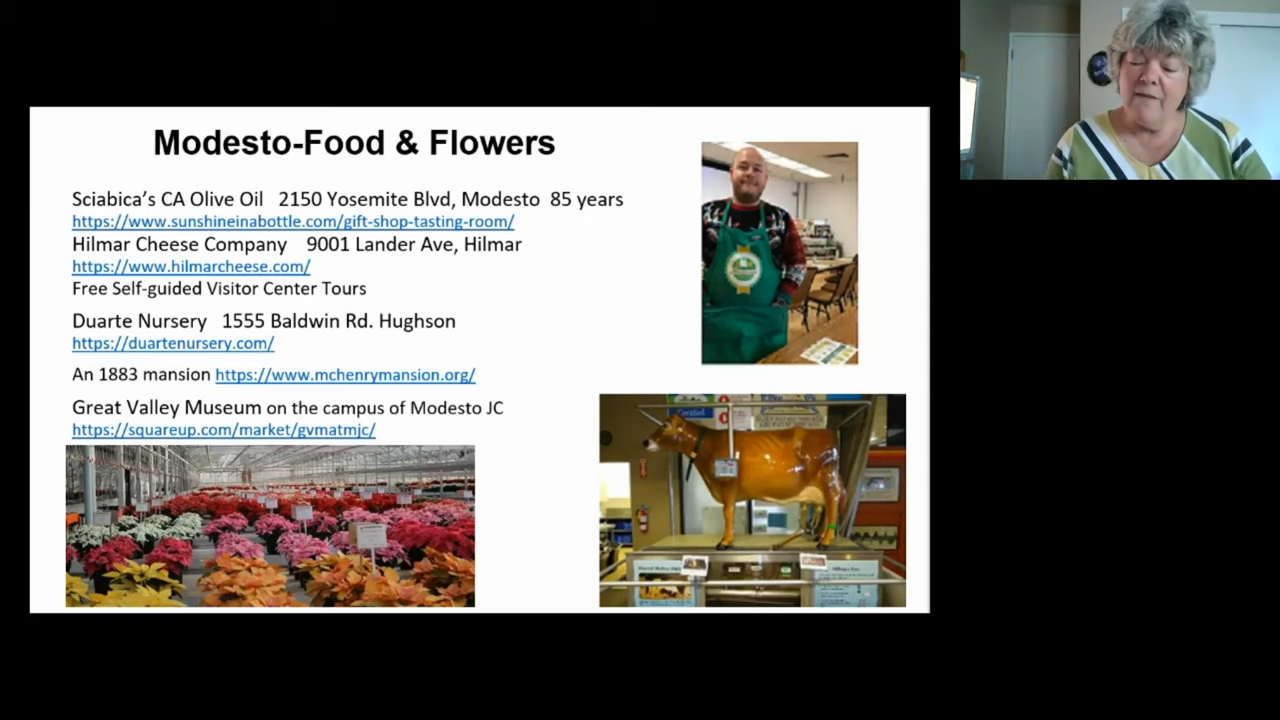 Modesto-Food & Flowers
Sciabica's CA Olive Oil 2150 Yosemite Blvd, Modesto 85 years
https://www.sunshineinabottle.com/gift-shop-tasting-room/
Hilmar Cheese Company 9001 Lander Ave, Hilmar
https://www.hilmarcheese.com/
Free Self-guided Visitor Center Tours
Duarte Nursery 1555 Baldwin Rd. Hughson
https://duartenursery.com/
An 1883 mansion https://www.mchenrymansion.org/
Great Valley Museum on the campus of Modesto JC
https://squareup.com/market/gvmatmjc/